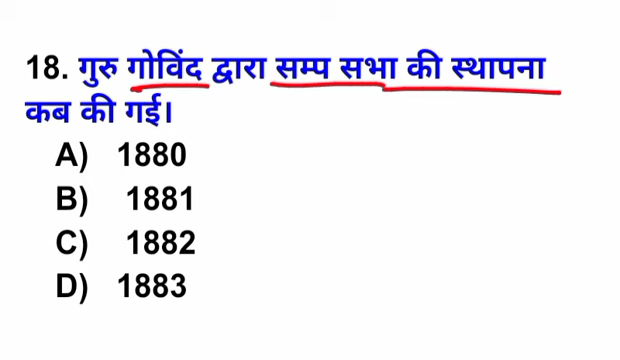 18. गुरु गोविंद द्वारा सम्प सभा की स्थापना
कब की गई।
A) 1880
B) 1881
C) 1882
D) 1883